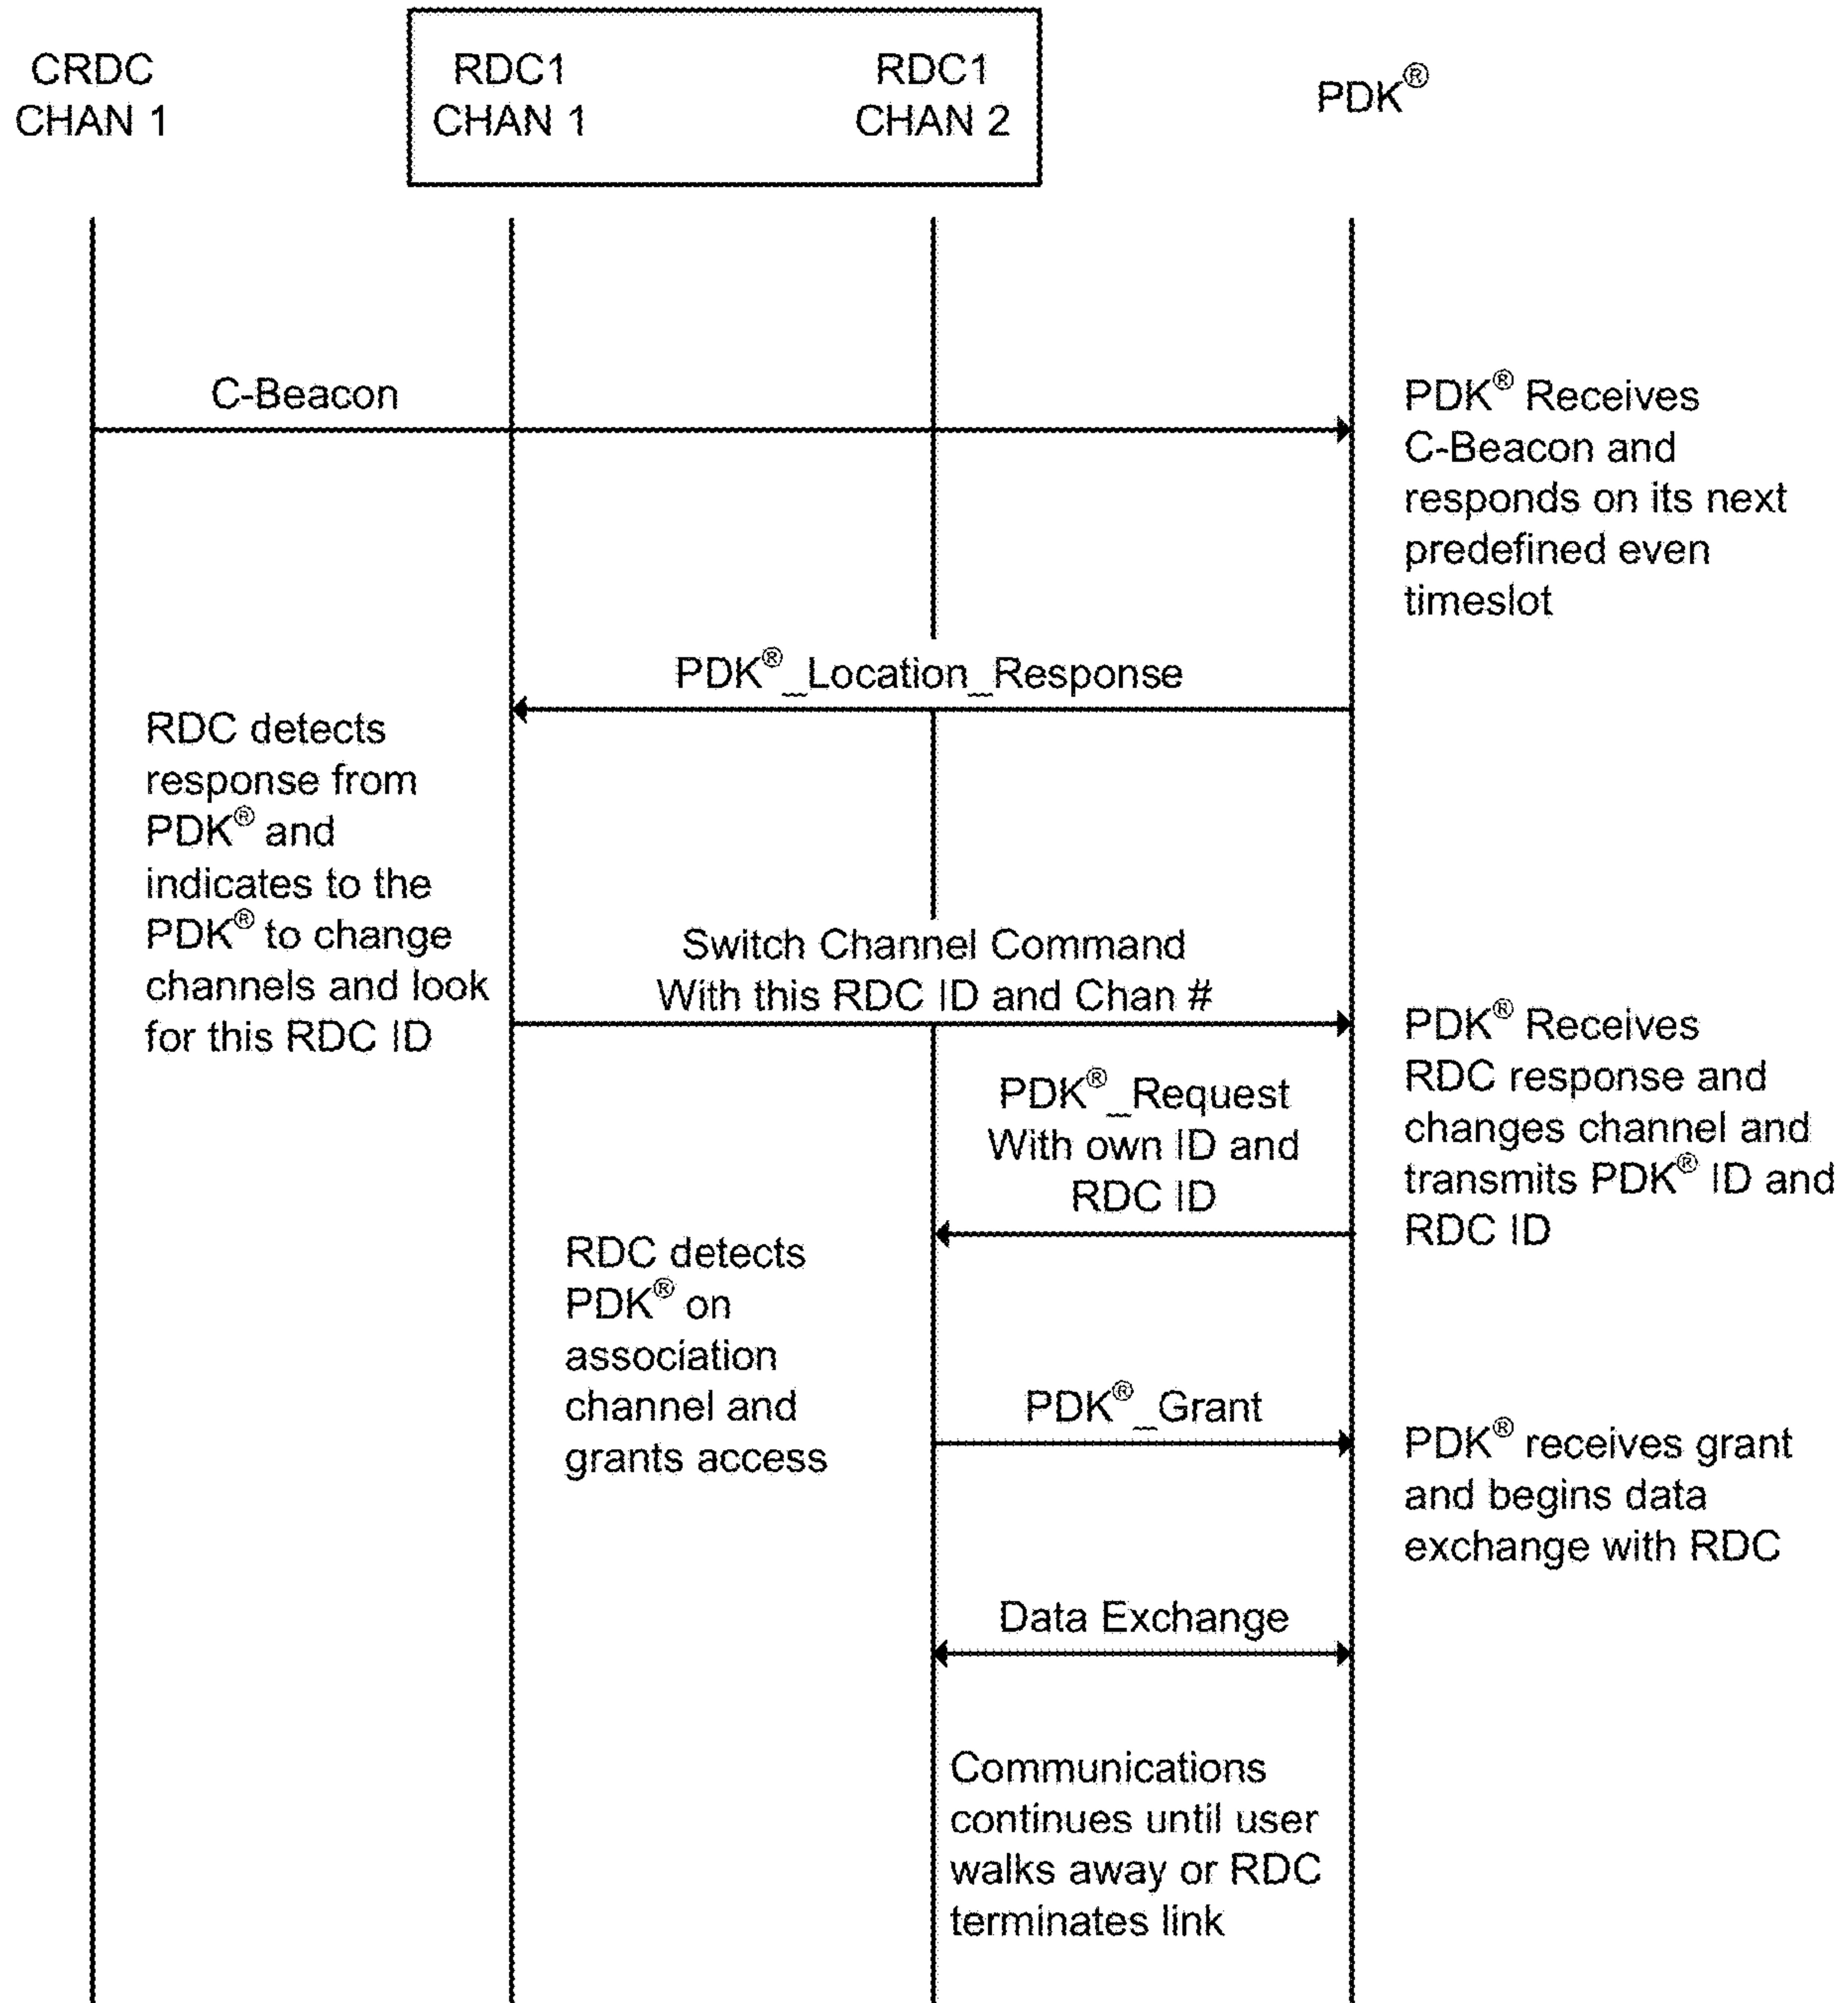 CRDC
CHAN 1
RDC1
CHAN 1
RDC1
CHAN 2
PDK®
C-Beacon
PDK® Receives
C-Beacon and
responds on its next
predefined even
timeslot
PDK®_Location_Response
RDC detects
response from
PDK® and
indicates to the
PDK® to change
channels and look
for this RDC ID
Switch Channel Command
With this RDC ID and Chan #
PDK® Receives
RDC response and
changes channel and
transmits PDK® ID and
RDC ID
PDK®_Request
With own ID and
RDC ID
RDC detects
PDK® on
association
channel and
grants access
PDK®_Grant
PDK® receives grant
and begins data
exchange with RDC
Data Exchange
Communications
continues until user
walks away or RDC
terminates link